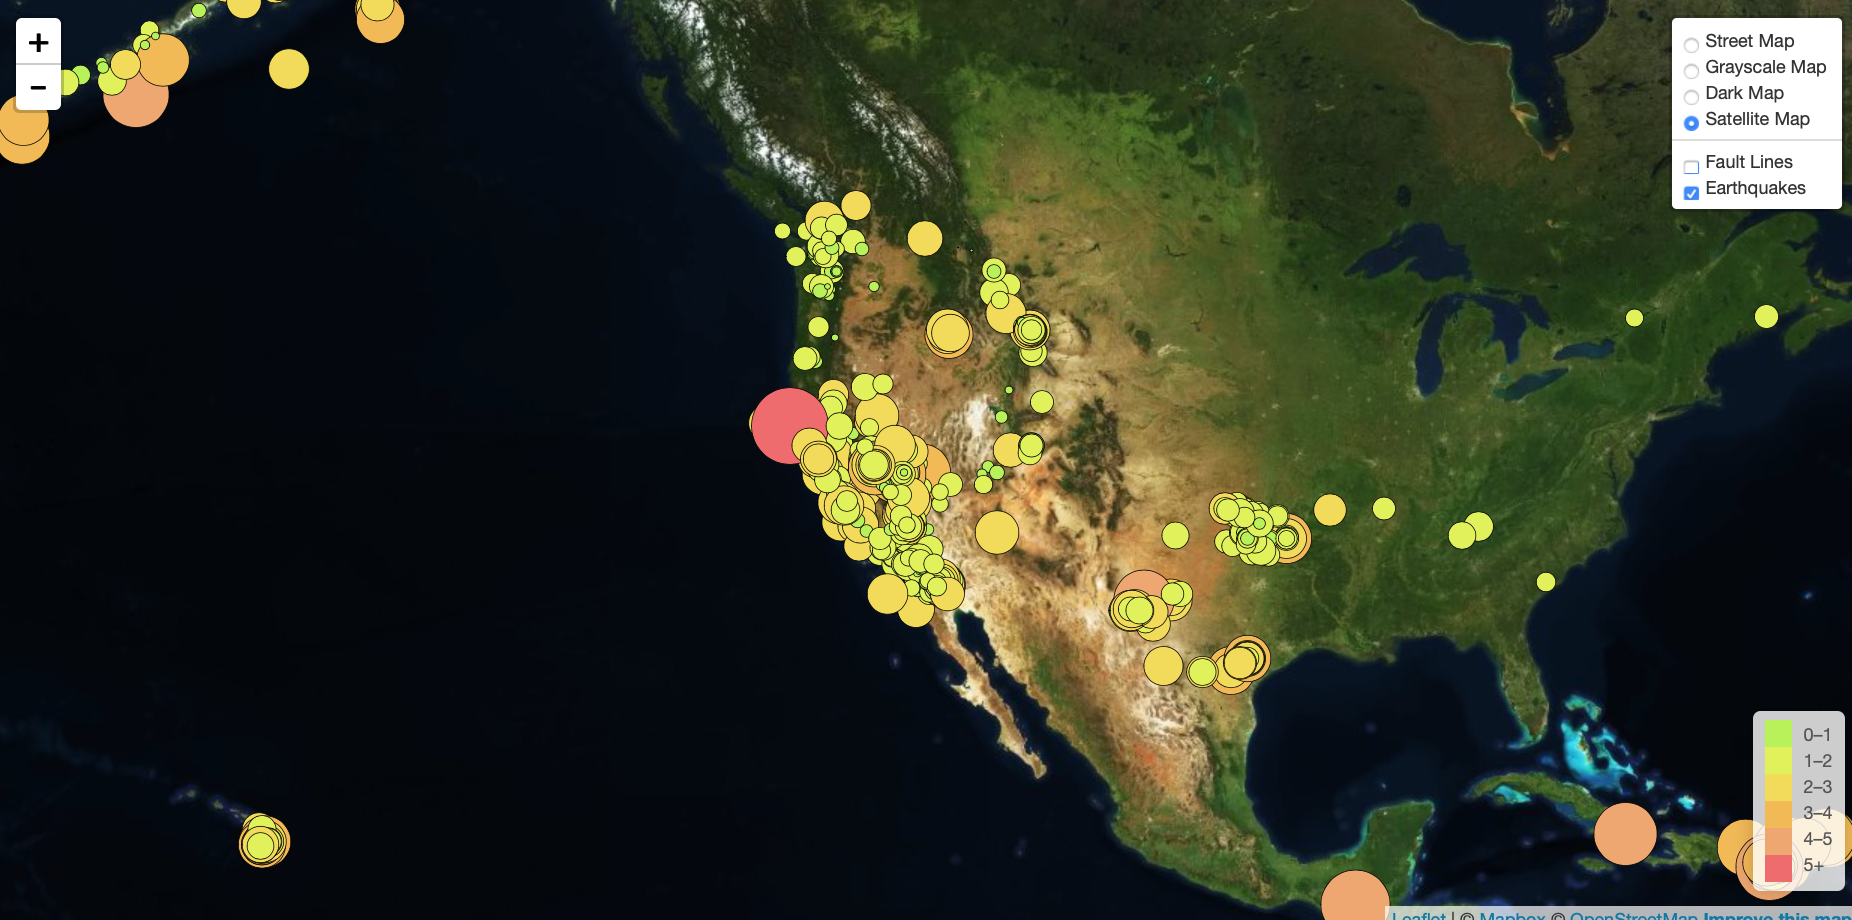 +
−
Street Map
Grayscale Map
Dark Map
Satellite Map
Fault Lines
Earthquakes
0–1
1–2
2–3
3–4
4–5
5+
Leaflet | © Mapbox © OpenStreetMap Improve this map